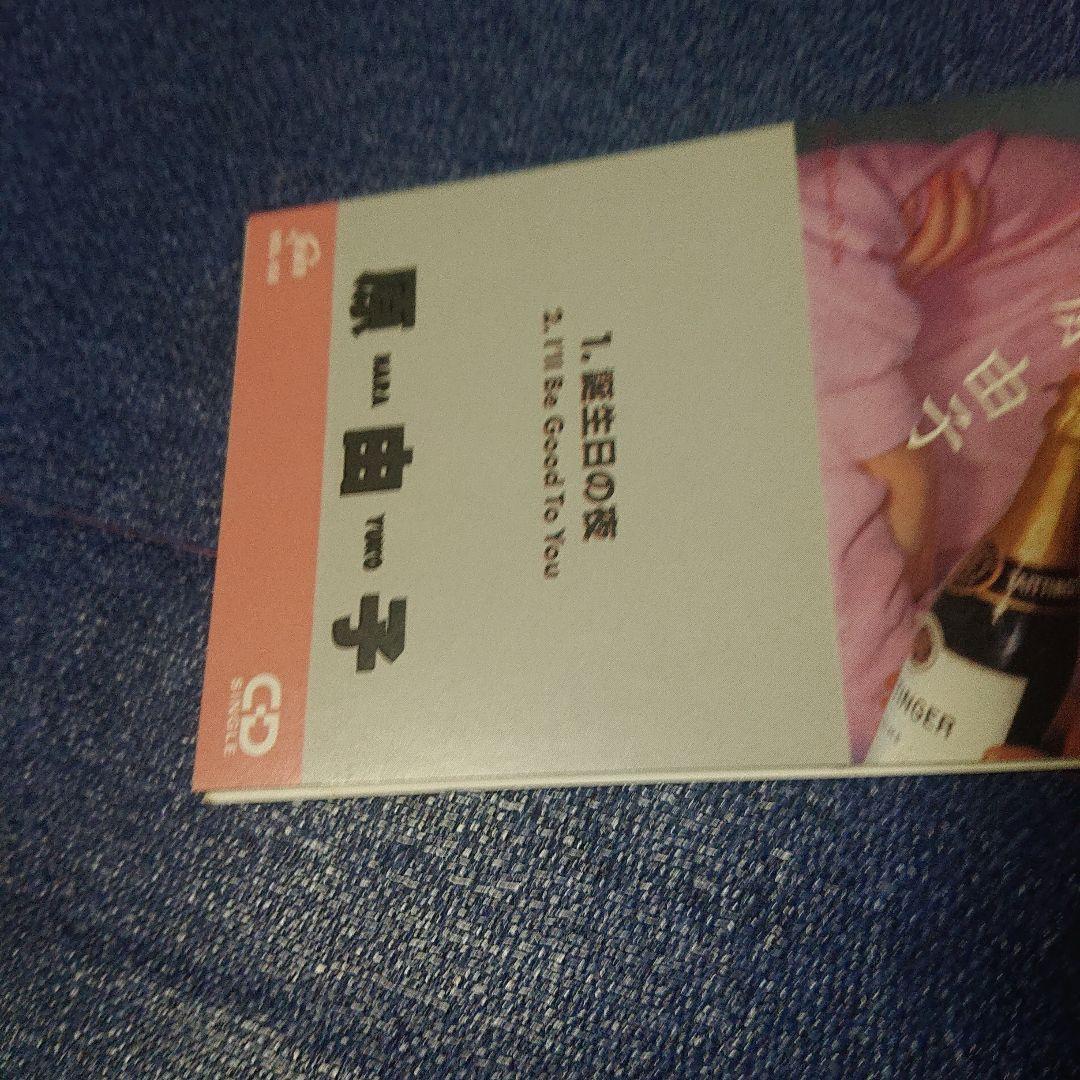 CD
SINGLE
原 由 子
HARA YUKO
1. 誕生日の夜
2. I'll Be Good To You
由子
TINGER